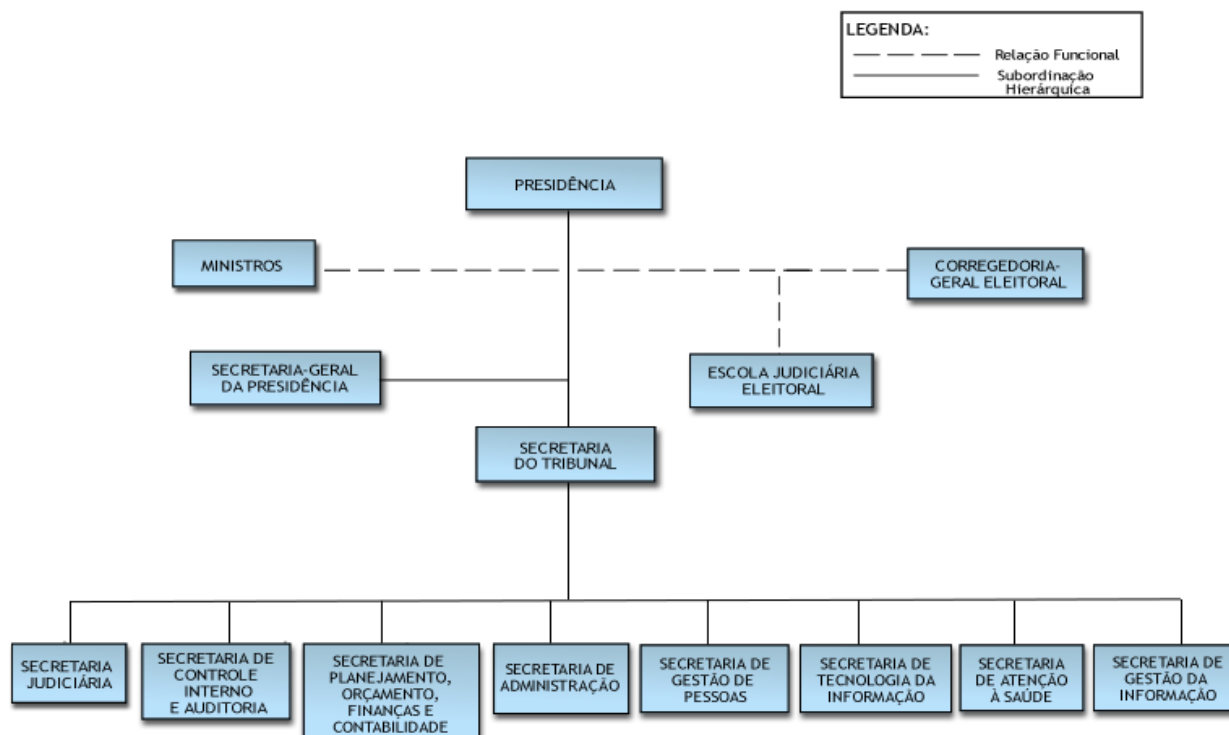 LEGENDA:
Relação Funcional
Subordinação
Hierárquica
PRESIDÊNCIA
MINISTROS
CORREGEDORIA-
GERAL ELEITORAL
SECRETARIA-GERAL
DA PRESIDÊNCIA
ESCOLA JUDICIÁRIA
ELEITORAL
SECRETARIA
DO TRIBUNAL
SECRETARIA
JUDICIÁRIA
SECRETARIA DE
CONTROLE
INTERNO
E AUDITORIA
SECRETARIA DE
PLANEJAMENTO,
ORÇAMENTO,
FINANÇAS E
CONTABILIDADE
SECRETARIA DE
ADMINISTRAÇÃO
SECRETARIA DE
GESTÃO DE
PESSOAS
SECRETARIA DE
TECNOLOGIA DA
INFORMAÇÃO
SECRETARIA
DE ATENÇÃO
À SAÚDE
SECRETARIA DE
GESTÃO DA
INFORMAÇÃO